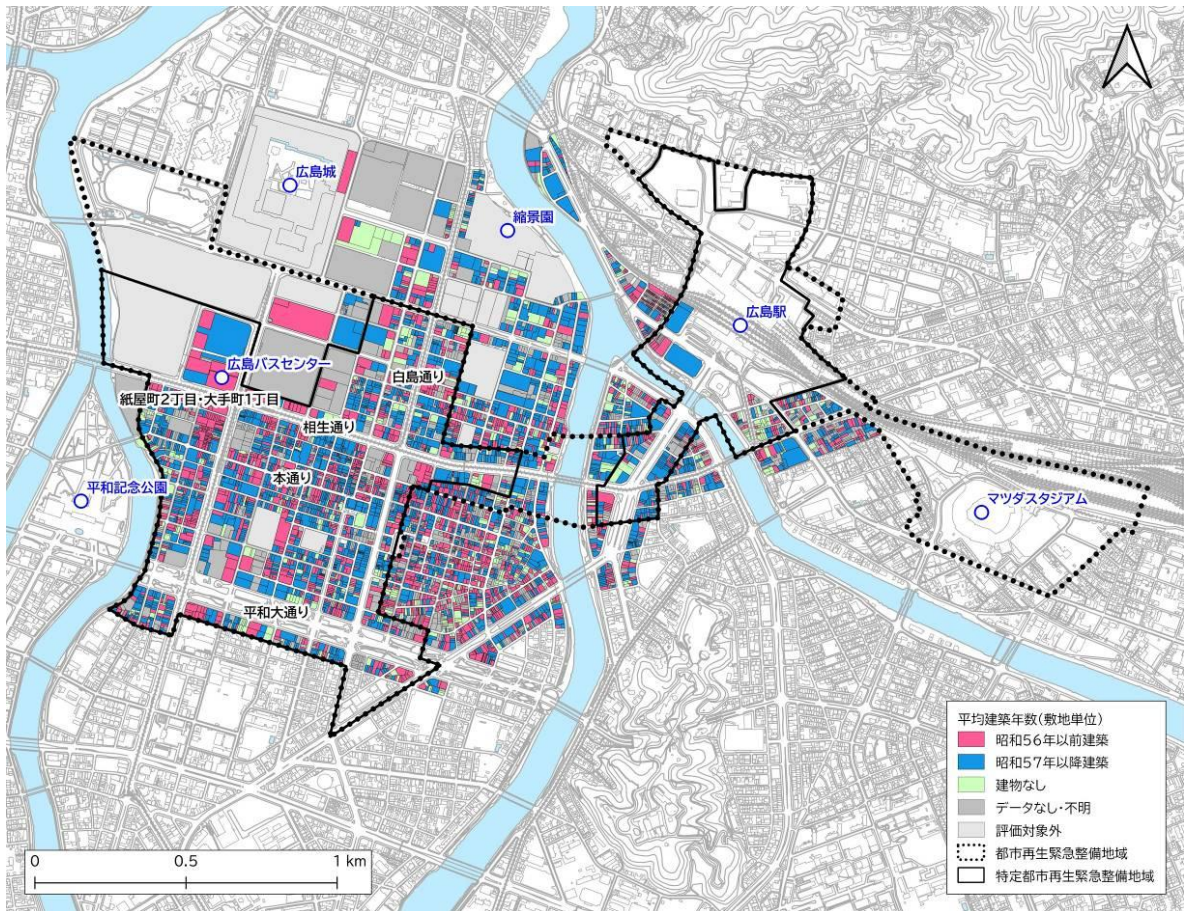 広島城
縮景園
広島駅
広島バスセンター
白島通り
紙屋町2丁目・大手町1丁目
相生通り
本通り
平和記念公園
マツダスタジアム
平和大通り
平均建築年数(敷地単位)
昭和56年以前建築
昭和57年以降建築
建物なし
データなし・不明
評価対象外
都市再生緊急整備地域
特定都市再生緊急整備地域
0 0.5 1 km